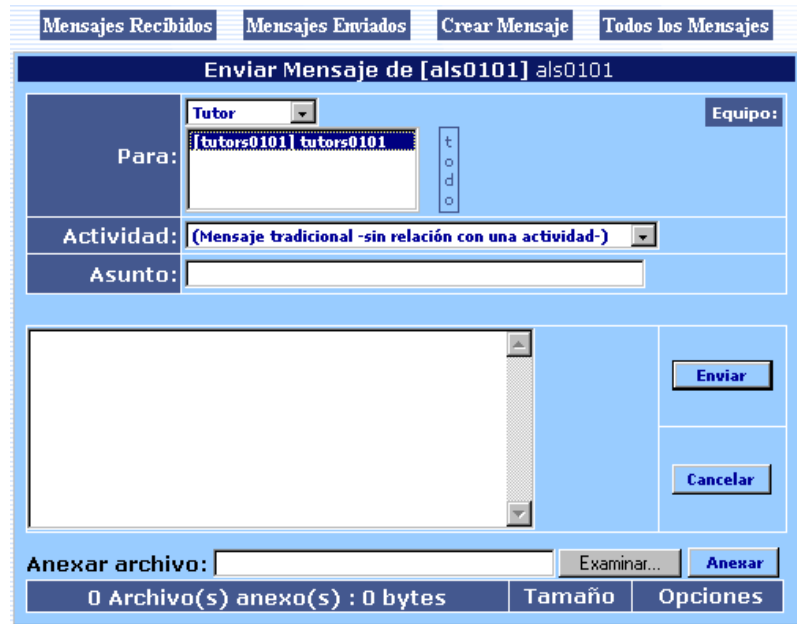 Mensajes Recibidos Mensajes Enviados Crear Mensaje Todos los Mensajes
Enviar Mensaje de [als0101] als0101
Tutor Equipo:
Para: [tutors0101] tutors0101
t
o
d
o
Actividad: (Mensaje tradicional -sin relación con una actividad-)
Asunto:
Enviar
Cancelar
Anexar archivo: Examinar... Anexar
0 Archivo(s) anexo(s) : 0 bytes Tamaño Opciones